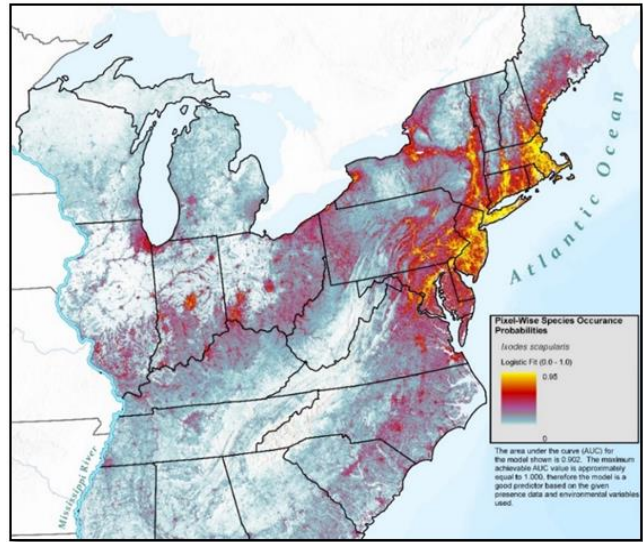 Atlantic Ocean
Mississippi River
Pixel-Wise Species Occurance
Probabilities
Ixodes scapularis
Logistic Fit (0.0 - 1.0)
0.95
0
The area under the curve (AUC) for
the model shown is 0.902. The maximum
achievable AUC value is approximately
equal to 1.000, therefore the model is a
good predictor based on the given
presence data and environmental variables
used.